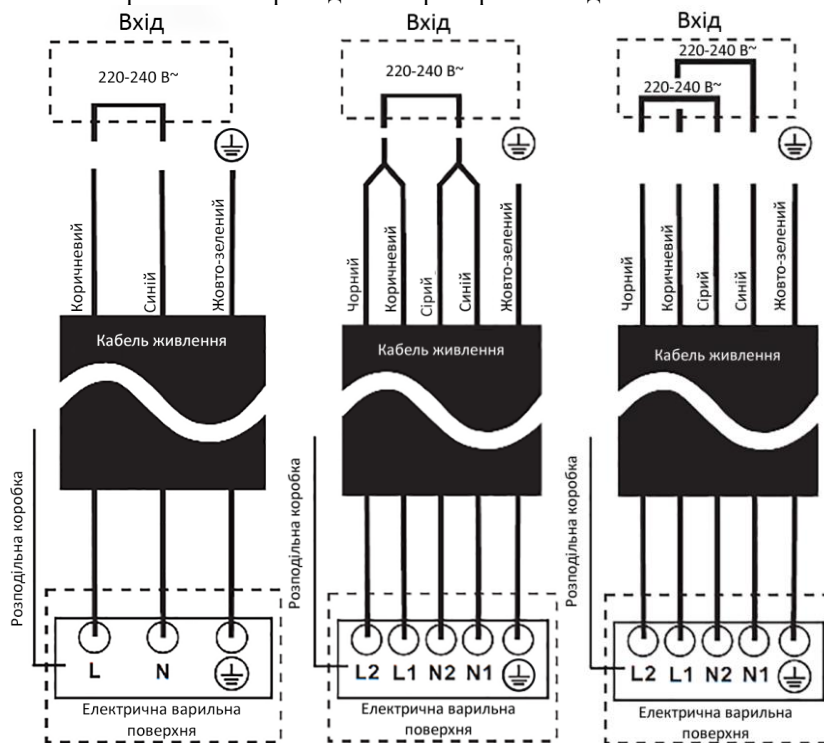 Вхід
220-240 В~
Коричневий
Синій
Жовто-зелений
Кабель живлення
Розподільна коробка
L N
Електрична варильна
поверхня
Вхід
220-240 В~
Чорний
Коричневий
Сірий
Синій
Жовто-зелений
Кабель живлення
Розподільна коробка
L2 L1 N2 N1
Електрична варильна
поверхня
Вхід
220-240 В~
220-240 В~
Чорний
Коричневий
Сірий
Синій
Жовто-зелений
Кабель живлення
Розподільна коробка
L2 L1 N2 N1
Електрична варильна
поверхня